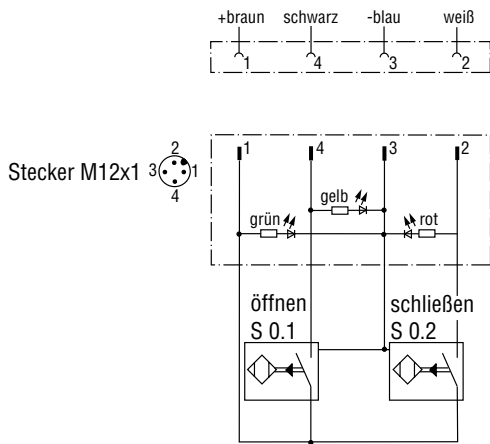 +braun schwarz -blau weiß
1 4 3 2
Stecker M12x1
2
3 1
4
1 4 3 2
gelb
grün rot
öffnen schließen
S 0.1 S 0.2